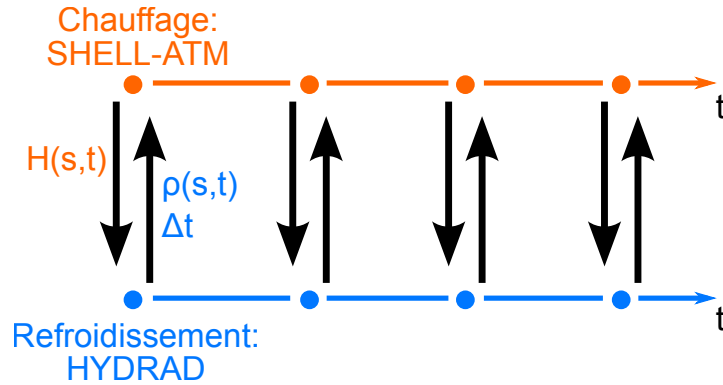 Chauffage:
SHELL-ATM
t
H(s,t)
ρ(s,t)
Δt
t
Refroidissement:
HYDRAD